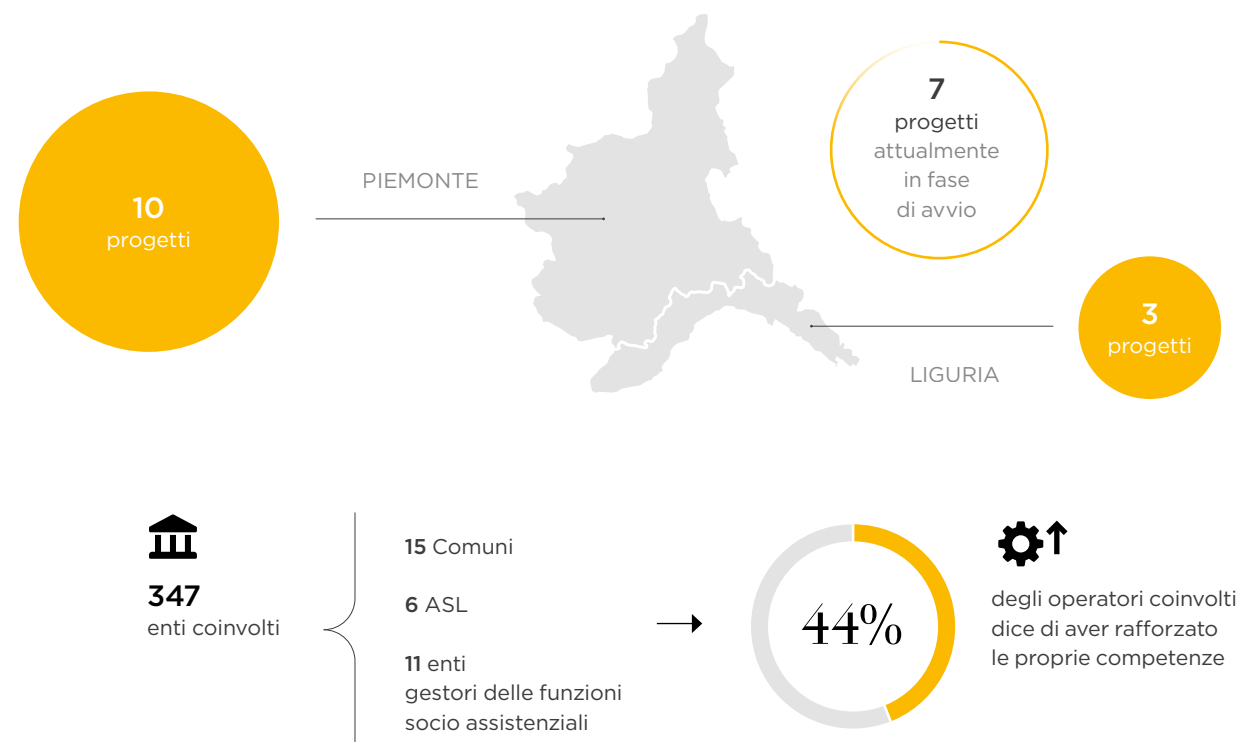 10
progetti
PIEMONTE
7
progetti
attualmente
in fase
di avvio
3
progetti
LIGURIA
347
enti coinvolti
15 Comuni
6 ASL
11 enti
gestori delle funzioni
socio assistenziali
44%
degli operatori coinvolti
dice di aver rafforzato
le proprie competenze